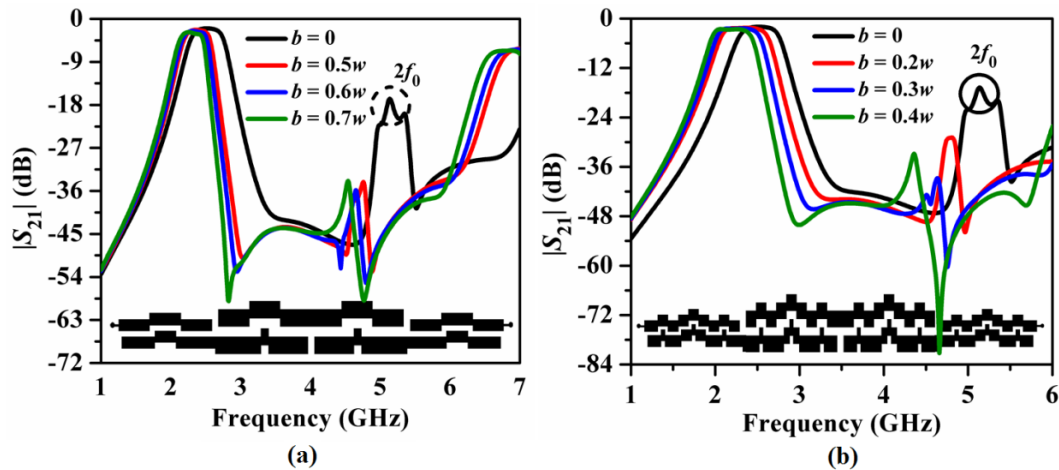 0
-9
-18
-27
-36
-45
-54
-63
-72
|S21| (dB)
b = 0
b = 0.5w
b = 0.6w
b = 0.7w
2f0
1 2 3 4 5 6 7
Frequency (GHz)
(a)
0
-12
-24
-36
-48
-60
-72
-84
|S21| (dB)
b = 0
b = 0.2w
b = 0.3w
b = 0.4w
2f0
1 2 3 4 5 6
Frequency (GHz)
(b)